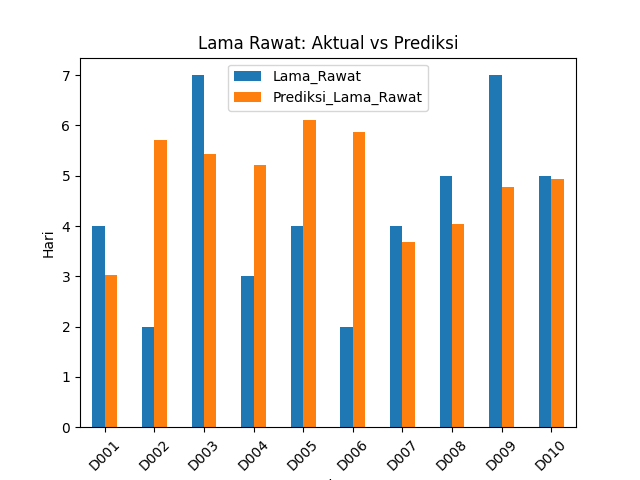 Lama Rawat: Aktual vs Prediksi
Lama_Rawat
Prediksi_Lama_Rawat
Hari
7
6
5
4
3
2
1
0
D001 D002 D003 D004 D005 D006 D007 D008 D009 D010